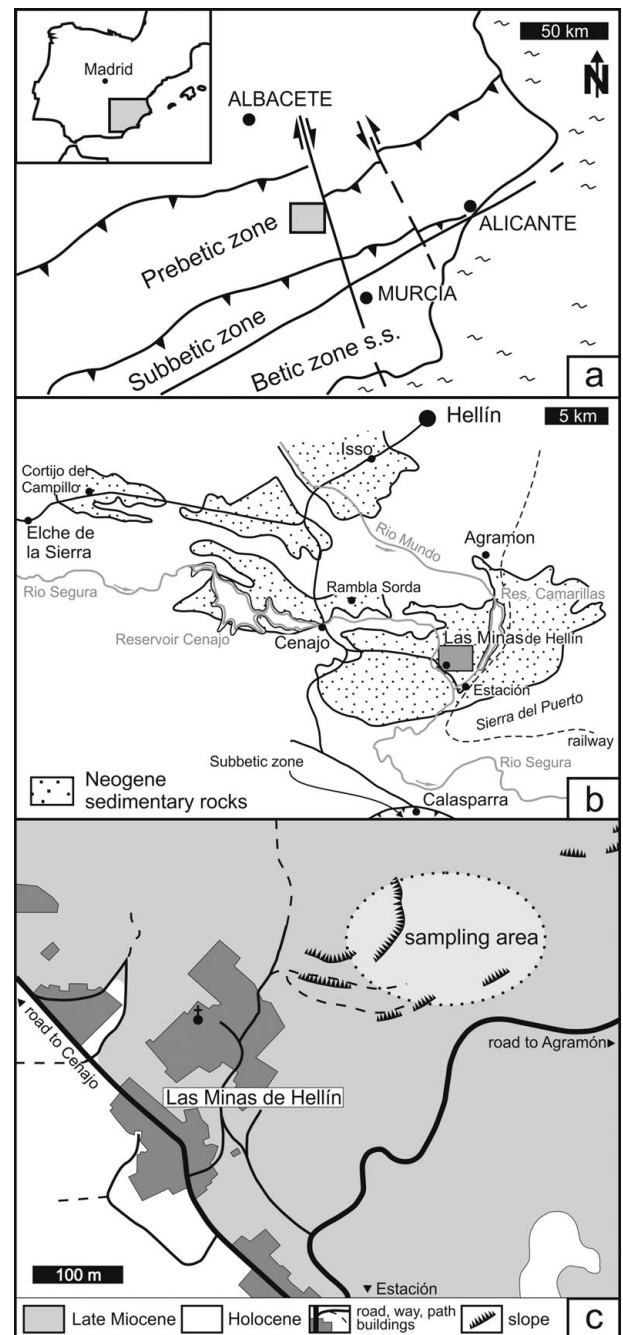 50 km
Madrid
N
ALBACETE
Prebetic zone
ALICANTE
MURCIA
Subbetic zone
Betic zone s.s.
a
Hellín
5 km
Isso
Cortijo del
Campillo
Elche de
la Sierra
Rio Mundo
Agramon
Rio Segura
Rambla Sorda
Res. Camarillas
Reservoir Cenajo
Cenajo
Las Minas de Hellín
Estación
Sierra del Puerto
railway
Rio Segura
Subbetic zone
Neogene
sedimentary rocks
Calasparra
b
sampling area
road to Cenajo
road to Agramón
Las Minas de Hellín
100 m
Estación
Late Miocene
Holocene
road, way, path
buildings
slope
c